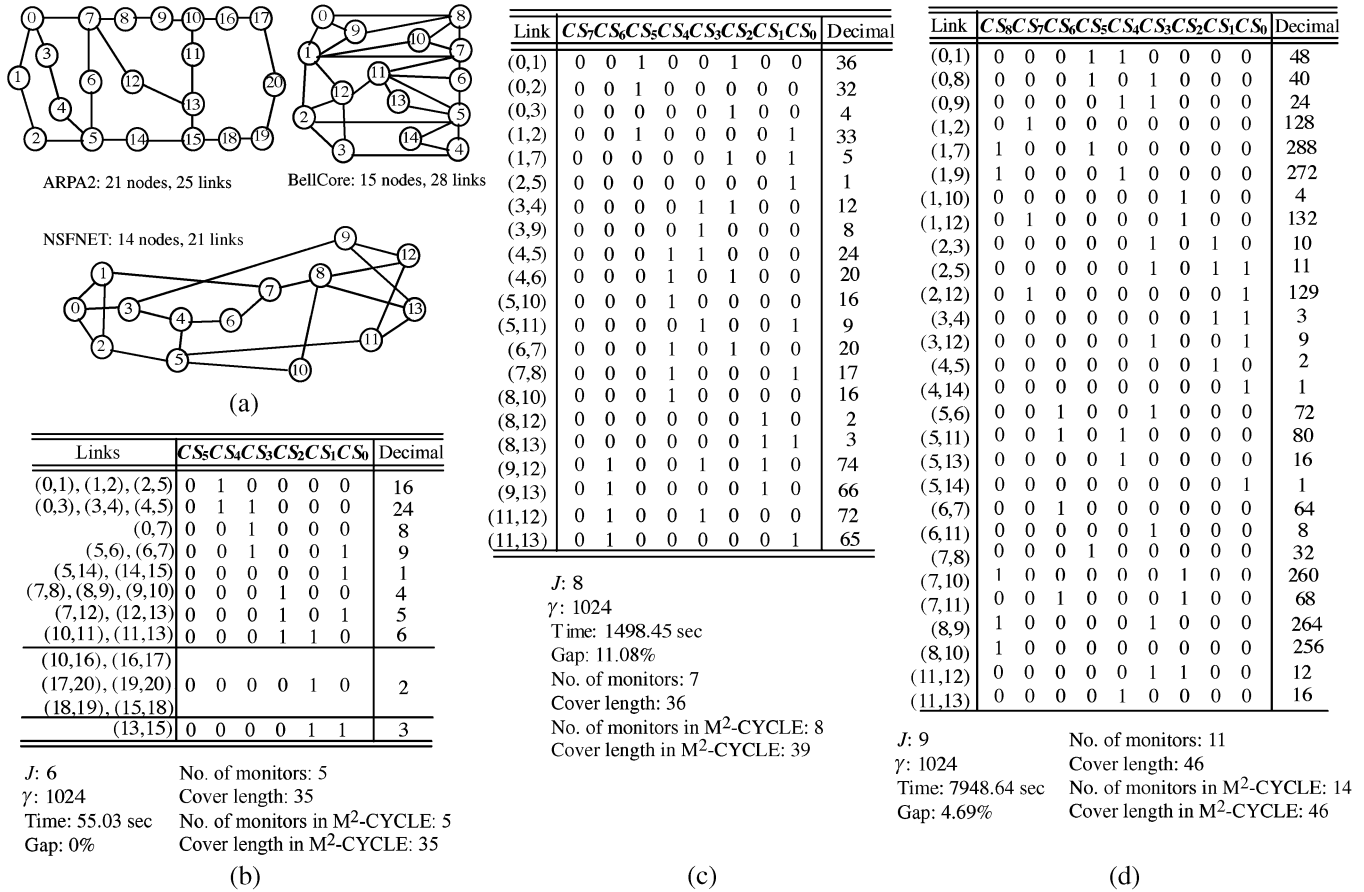 (a)
0 7 8 9 10 16 17
3 11
1 6 12 20
4 13
2 5 14 15 18 19
ARPA2: 21 nodes, 25 links
0 8
9 10
1 7
11 6
12 13
2 5
14
3 4
BellCore: 15 nodes, 28 links
NSFNET: 14 nodes, 21 links
9
12
1 8
7
0 3 4 6 13
2 5 11
10
Links CS5 CS4 CS3 CS2 CS1 CS0 Decimal
(0,1), (1,2), (2,5) 0 1 0 0 0 0 16
(0,3), (3,4), (4,5) 0 1 1 0 0 0 24
(0,7) 0 0 1 0 0 0 8
(5,6), (6,7) 0 0 1 0 0 1 9
(5,14), (14,15) 0 0 0 0 0 1 1
(7,8), (8,9), (9,10) 0 0 0 1 0 0 4
(7,12), (12,13) 0 0 0 1 0 1 5
(10,11), (11,13) 0 0 0 1 1 0 6
(10,16), (16,17)
(17,20), (19,20) 0 0 0 0 1 0 2
(18,19), (15,18)
(13,15) 0 0 0 0 1 1 3
J: 6
γ: 1024
Time: 55.03 sec
Gap: 0%
No. of monitors: 5
Cover length: 35
No. of monitors in M2-CYCLE: 5
Cover length in M2-CYCLE: 35
(b)
Link CS7 CS6 CS5 CS4 CS3 CS2 CS1 CS0 Decimal
(0,1) 0 0 1 0 0 1 0 0 36
(0,2) 0 0 1 0 0 0 0 0 32
(0,3) 0 0 0 0 0 1 0 0 4
(1,2) 0 0 1 0 0 0 0 1 33
(1,7) 0 0 0 0 0 1 0 1 5
(2,5) 0 0 0 0 0 0 0 1 1
(3,4) 0 0 0 0 1 1 0 0 12
(3,9) 0 0 0 0 1 0 0 0 8
(4,5) 0 0 0 1 1 0 0 0 24
(4,6) 0 0 0 1 0 1 0 0 20
(5,10) 0 0 0 1 0 0 0 0 16
(5,11) 0 0 0 0 1 0 0 1 9
(6,7) 0 0 0 1 0 1 0 0 20
(7,8) 0 0 0 1 0 0 0 1 17
(8,10) 0 0 0 1 0 0 0 0 16
(8,12) 0 0 0 0 0 0 1 0 2
(8,13) 0 0 0 0 0 0 1 1 3
(9,12) 0 1 0 0 1 0 1 0 74
(9,13) 0 1 0 0 0 0 1 0 66
(11,12) 0 1 0 0 1 0 0 0 72
(11,13) 0 1 0 0 0 0 0 1 65
J: 8
γ: 1024
Time: 1498.45 sec
Gap: 11.08%
No. of monitors: 7
Cover length: 36
No. of monitors in M2-CYCLE: 8
Cover length in M2-CYCLE: 39
(c)
Link CS8 CS7 CS6 CS5 CS4 CS3 CS2 CS1 CS0 Decimal
(0,1) 0 0 0 1 1 0 0 0 0 48
(0,8) 0 0 0 1 0 1 0 0 0 40
(0,9) 0 0 0 0 1 1 0 0 0 24
(1,2) 0 1 0 0 0 0 0 0 0 128
(1,7) 1 0 0 1 0 0 0 0 0 288
(1,9) 1 0 0 0 1 0 0 0 0 272
(1,10) 0 0 0 0 0 0 1 0 0 4
(1,12) 0 1 0 0 0 0 1 0 0 132
(2,3) 0 0 0 0 0 1 0 1 0 10
(2,5) 0 0 0 0 0 1 0 1 1 11
(2,12) 0 1 0 0 0 0 0 0 1 129
(3,4) 0 0 0 0 0 0 0 1 1 3
(3,12) 0 0 0 0 0 1 0 0 1 9
(4,5) 0 0 0 0 0 0 0 1 0 2
(4,14) 0 0 0 0 0 0 0 0 1 1
(5,6) 0 0 1 0 0 1 0 0 0 72
(5,11) 0 0 1 0 1 0 0 0 0 80
(5,13) 0 0 0 0 1 0 0 0 0 16
(5,14) 0 0 0 0 0 0 0 0 1 1
(6,7) 0 0 1 0 0 0 0 0 0 64
(6,11) 0 0 0 0 0 1 0 0 0 8
(7,8) 0 0 0 1 0 0 0 0 0 32
(7,10) 1 0 0 0 0 0 1 0 0 260
(7,11) 0 0 1 0 0 0 1 0 0 68
(8,9) 1 0 0 0 0 1 0 0 0 264
(8,10) 1 0 0 0 0 0 0 0 0 256
(11,12) 0 0 0 0 0 1 1 0 0 12
(11,13) 0 0 0 0 1 0 0 0 0 16
J: 9
γ: 1024
Time: 7948.64 sec
Gap: 4.69%
No. of monitors: 11
Cover length: 46
No. of monitors in M2-CYCLE: 14
Cover length in M2-CYCLE: 46
(d)